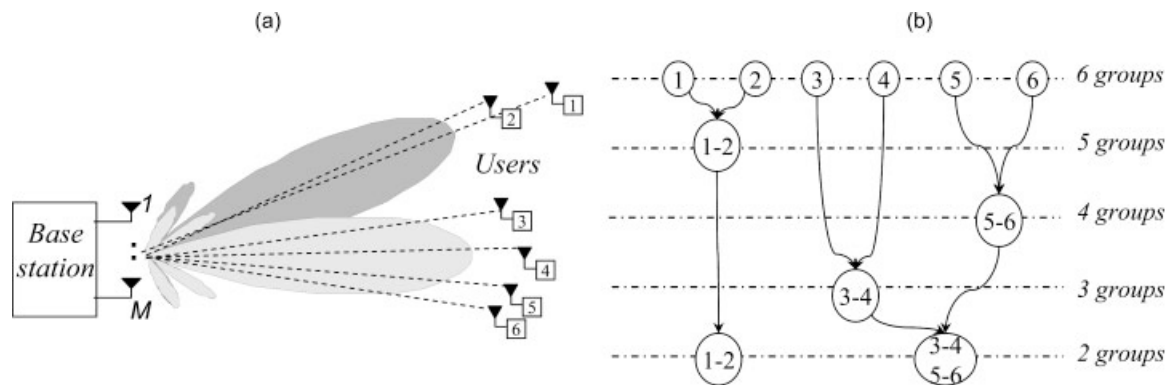 (a)
(b)
Base
station
1
M
Users
1
2
3
4
5
6
1 2 3 4 5 6
6 groups
1-2
5 groups
5-6
4 groups
3-4
3 groups
1-2
3-4
5-6
2 groups